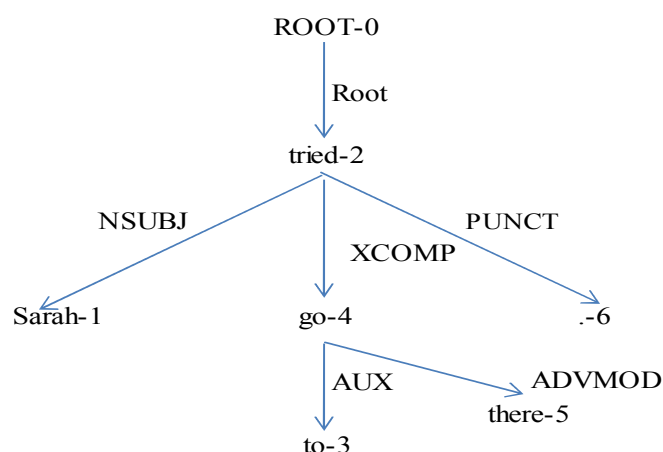 ROOT-0
Root
tried-2
NSUBJ
PUNCT
XCOMP
Sarah-1
go-4
.-6
AUX
ADVMOD
there-5
to-3